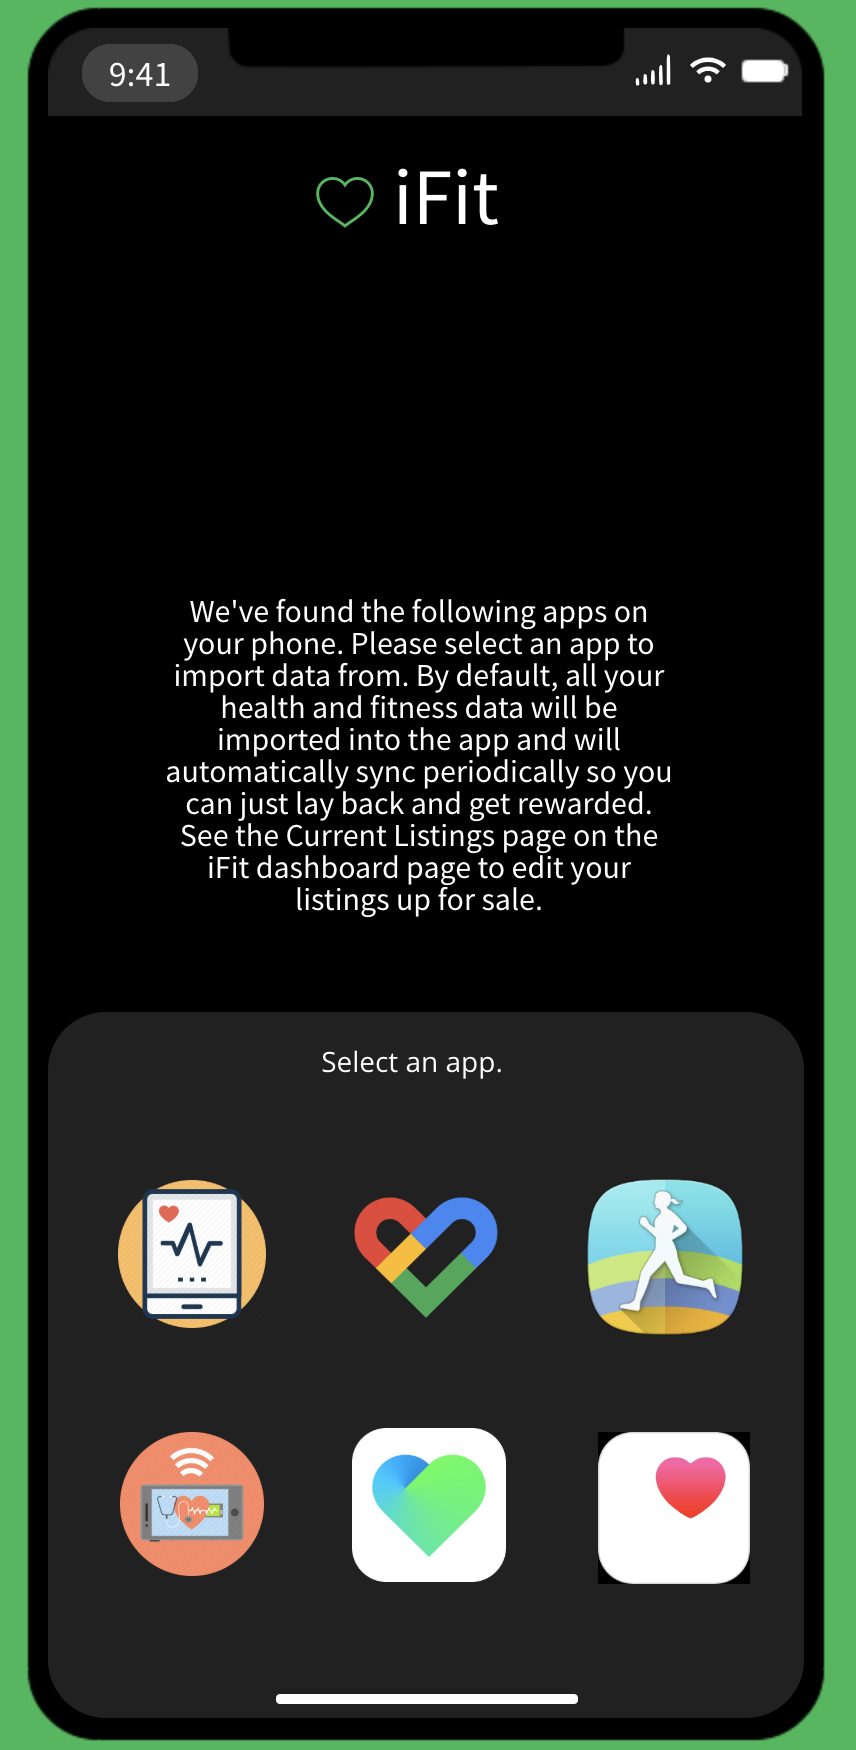 9:41
iFit
We've found the following apps on
your phone. Please select an app to
import data from. By default, all your
health and fitness data will be
imported into the app and will
automatically sync periodically so you
can just lay back and get rewarded.
See the Current Listings page on the
iFit dashboard page to edit your
listings up for sale.
Select an app.